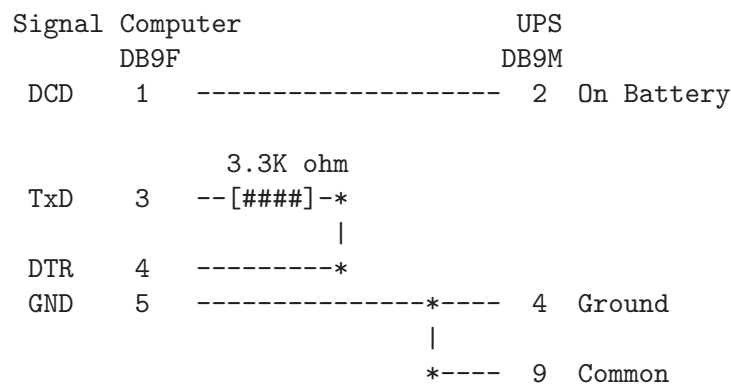 Signal Computer                 UPS
       DB9F                    DB9M
 DCD    1   --------------------  2  On Battery
              3.3K ohm
 TxD    3   --[####]-*
                     |
 DTR    4   ---------*
 GND    5   ---------------*----  4  Ground
                           |
                           *----  9  Common